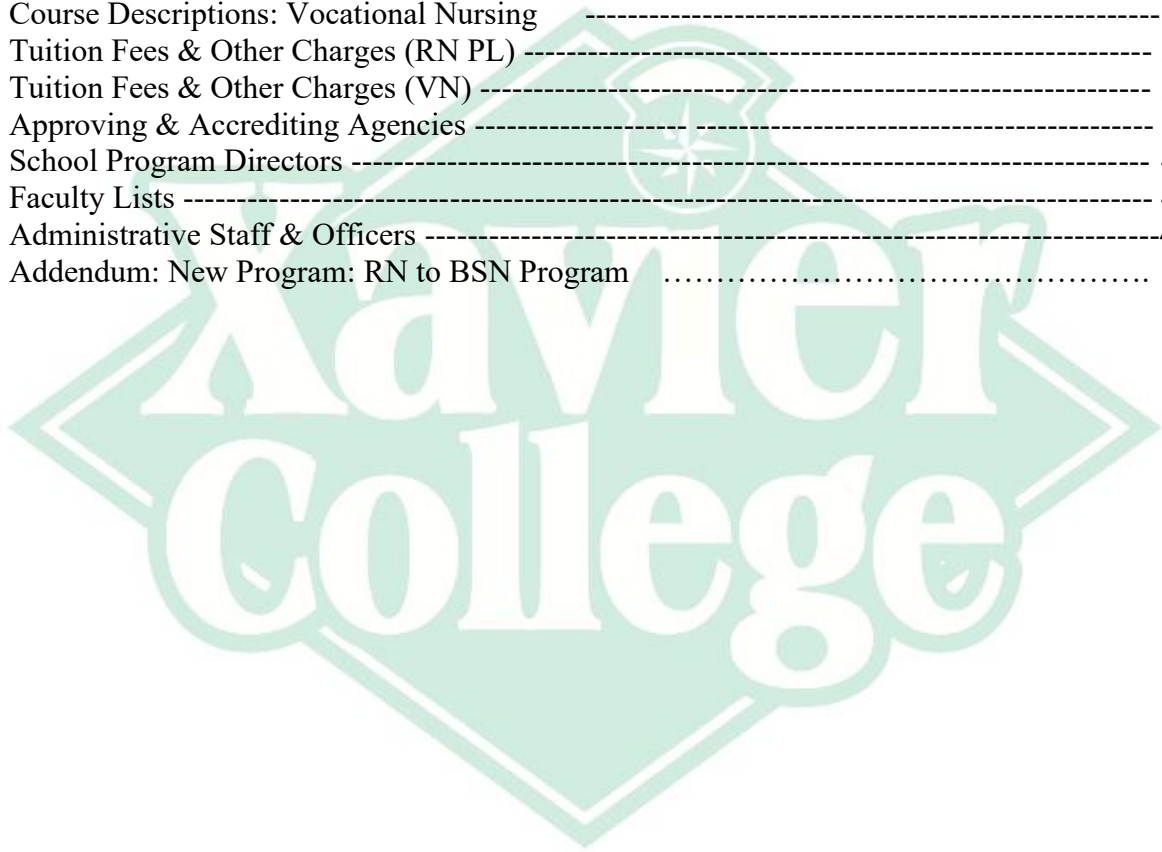 Course Descriptions: Vocational Nursing ------------------------------------------------------
Tuition Fees & Other Charges (RN PL) -----------------------------------------------------------
Tuition Fees & Other Charges (VN) ---------------------------------------------------------------
Approving & Accrediting Agencies ----------------------------------------------------------------
School Program Directors ---------------------------------------------------------------------------
Faculty Lists -------------------------------------------------------------------------------------------
Administrative Staff & Officers ---------------------------------------------------------------------
Addendum: New Program: RN to BSN Program ……………………………………….
Xavier
College